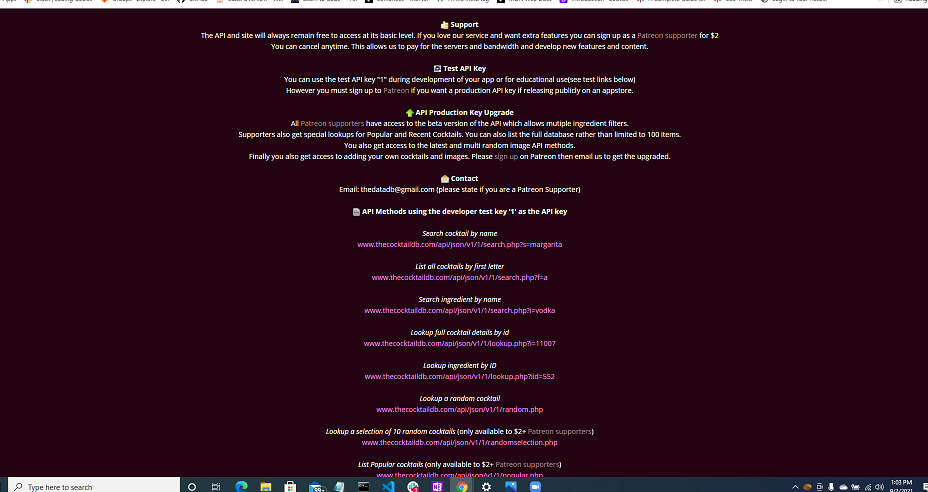 Support
The API and site will always remain free to access at its basic level. If you love our service and want extra features you can sign up as a Patreon supporter for $2
You can cancel anytime. This allows us to pay for the servers and bandwidth and develop new features and content.
Test API Key
You can use the test API key "1" during development of your app or for educational use(see test links below)
However you must sign up to Patreon if you want a production API key if releasing publicly on an appstore.
API Production Key Upgrade
All Patreon supporters have access to the beta version of the API which allows mutiple ingredient filters.
Supporters also get special lookups for Popular and Recent Cocktails. You can also list the full database rather than limited to 100 items.
You also get access to the latest and multi random image API methods.
Finally you also get access to adding your own cocktails and images. Please sign up on Patreon then email us to get the upgraded.
Contact
Email: thedatadb@gmail.com (please state if you are a Patreon Supporter)
API Methods using the developer test key '1' as the API key
Search cocktail by name
www.thecocktaildb.com/api/json/v1/1/search.php?s=margarita
List all cocktails by first letter
www.thecocktaildb.com/api/json/v1/1/search.php?f=a
Search ingredient by name
www.thecocktaildb.com/api/json/v1/1/search.php?i=vodka
Lookup full cocktail details by id
www.thecocktaildb.com/api/json/v1/1/lookup.php?i=11007
Lookup ingredient by ID
www.thecocktaildb.com/api/json/v1/1/lookup.php?iid=552
Lookup a random cocktail
www.thecocktaildb.com/api/json/v1/1/random.php
Lookup a selection of 10 random cocktails (only available to $2+ Patreon supporters)
www.thecocktaildb.com/api/json/v1/1/randomselection.php
List Popular cocktails (only available to $2+ Patreon supporters)
www.thecocktaildb.com/api/json/v1/1/popular.php
Type here to search
1:03 PM